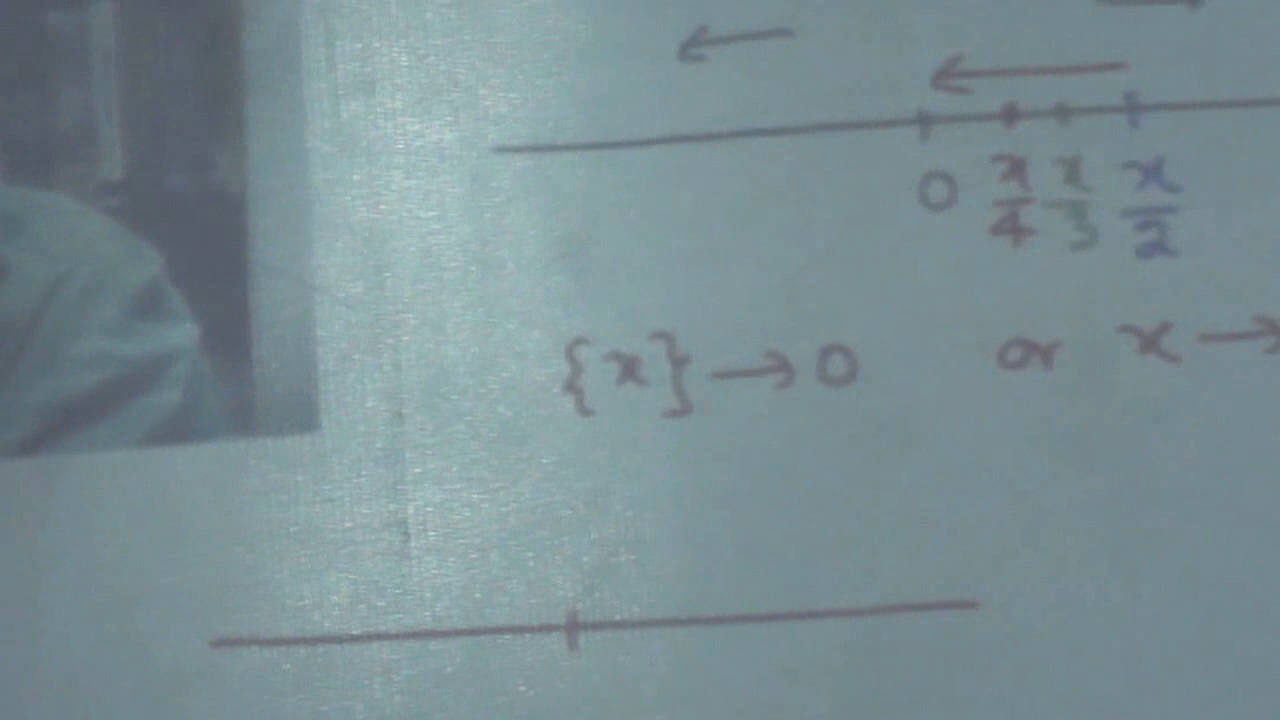 0 x/4 x/3 x/2
{x} → 0 or x →